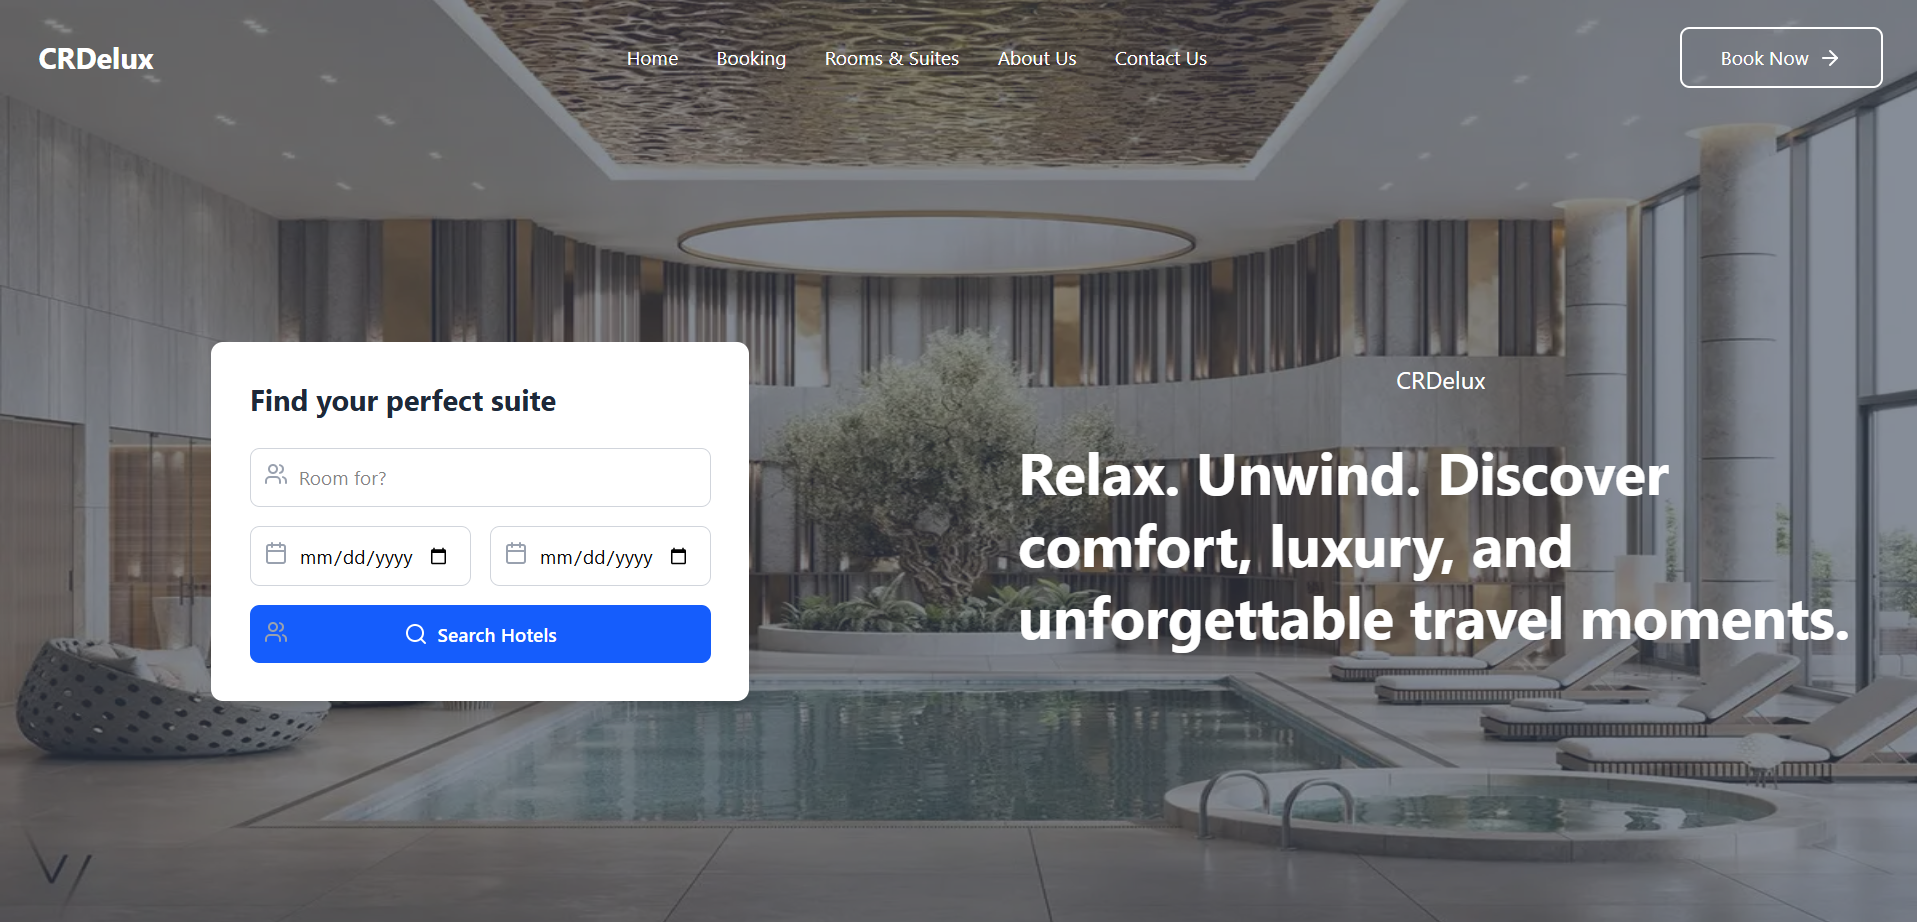 CRDelux
Home
Booking
Rooms & Suites
About Us
Contact Us
Book Now
Find your perfect suite
Room for?
mm/dd/yyyy
mm/dd/yyyy
Search Hotels
CRDelux
Relax. Unwind. Discover
comfort, luxury, and
unforgettable travel moments.